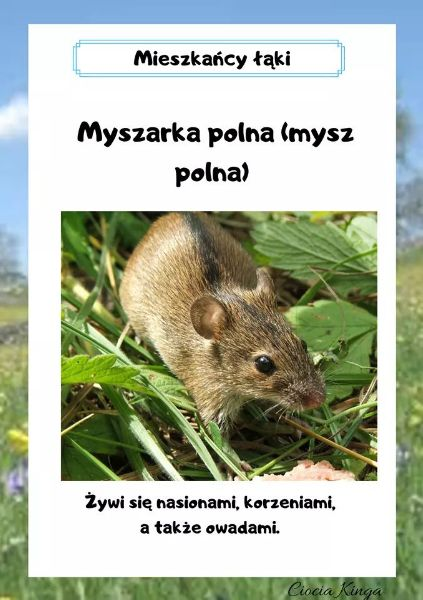 Mieszkańcy łąki
Myszarka polna (mysz
polna)
Żywi się nasionami, korzeniami,
a także owadami.
Ciocia Kinga